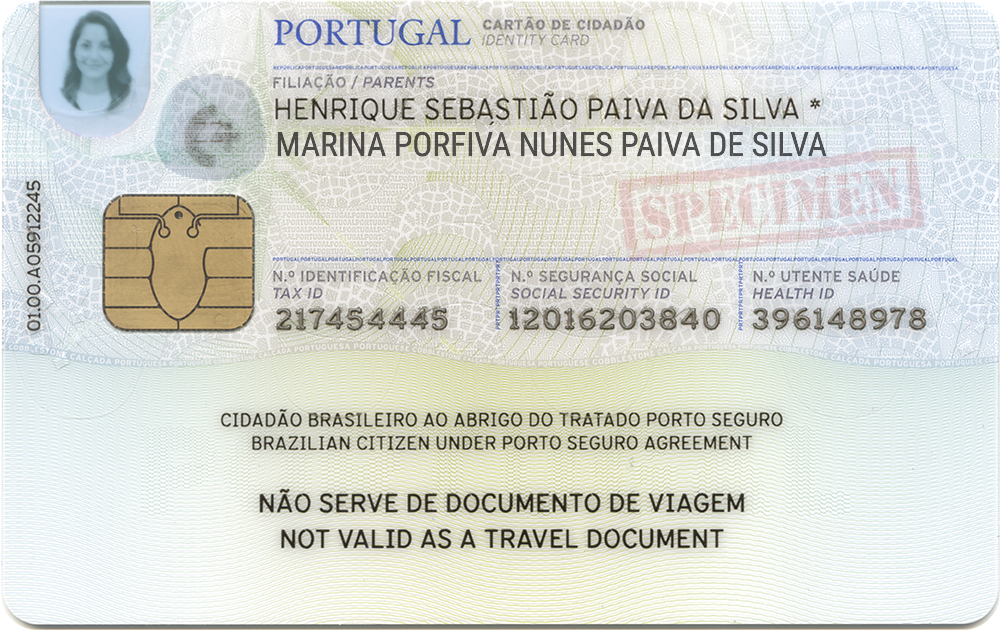 PORTUGAL
CARTÃO DE CIDADÃO
IDENTITY CARD
FILIAÇÃO / PARENTS
HENRIQUE SEBASTIÃO PAIVA DA SILVA *
MARINA PORFIVA NUNES PAIVA DE SILVA
SPECIMEN
01.00.A05912245
N.º IDENTIFICAÇÃO FISCAL
TAX ID
217454445
N.º SEGURANÇA SOCIAL
SOCIAL SECURITY ID
12016203840
N.º UTENTE SAÚDE
HEALTH ID
396148978
CIDADÃO BRASILEIRO AO ABRIGO DO TRATADO PORTO SEGURO
BRAZILIAN CITIZEN UNDER PORTO SEGURO AGREEMENT
NÃO SERVE DE DOCUMENTO DE VIAGEM
NOT VALID AS A TRAVEL DOCUMENT